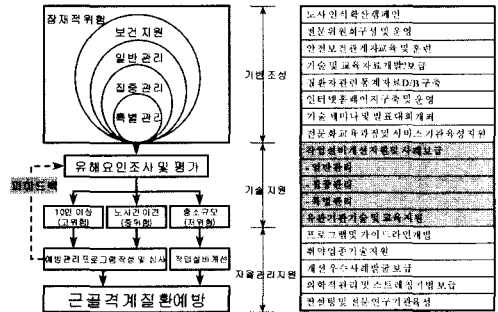 잠재적위험
보건 지원
일반 관리
집중 관리
특별 관리
유해요인조사 및 평가
피이드백
10인 이상
(고위험)
노사간 이견
(중위험)
중소규모
(저위험)
예방관리 프로그램 작성 및 심사
작업설비개선
근골격계질환예방
기반 조성
기술 지원
자율관리지원
노사인식확산캠페인
전문위원회구성 및 운영
안전보건관계자교육 및 훈련
기술 및 교육자료개발?보급
질환자관련통계자료D/B구축
인터넷홈페이지구축 및 운영
기술세미나 및 발표대회개최
전문화교육과정 및 서비스기관육성지원
작업설비개선지원 및 사례보급
- 일반관리
- 집중관리
- 특별관리
유관기관기술 및 교육지원
프로그램 및 가이드라인개발
취약업종기술지원
개선우수사례발굴보급
의학적관리 및 스트레칭기법보급
컨설팅 및 전문연구기관육성